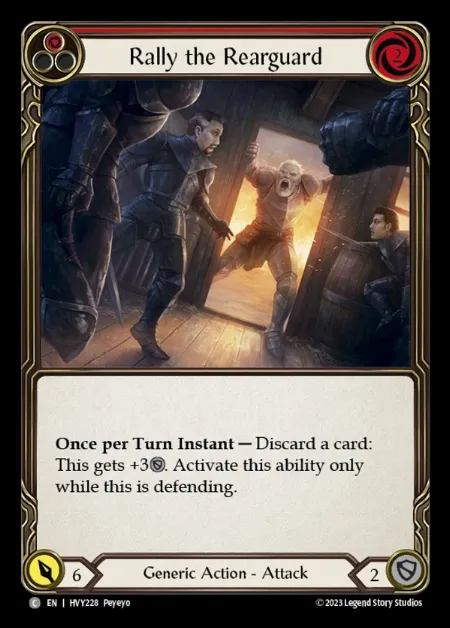 Rally the Rearguard
2
Once per Turn Instant — Discard a card:
This gets +3. Activate this ability only
while this is defending.
6
Generic Action - Attack
2
C EN | HVY228 Peyeyo
© 2023 Legend Story Studios